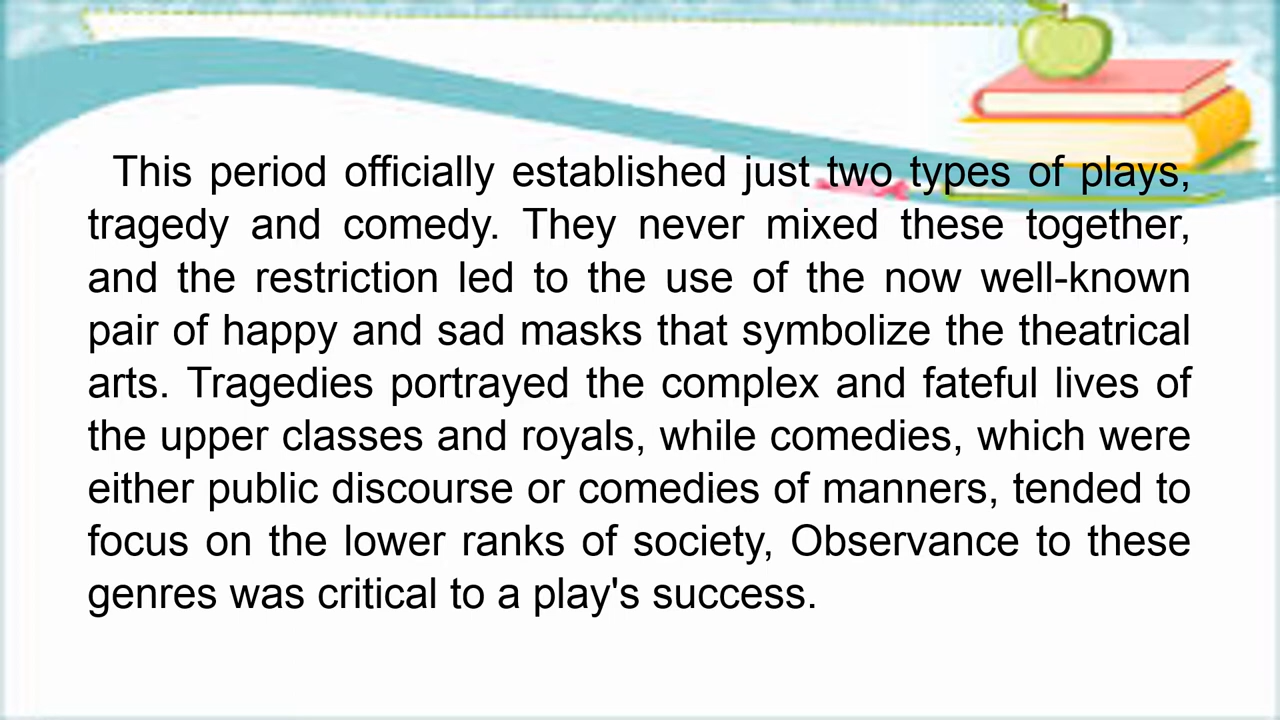 This period officially established just two types of plays,
tragedy and comedy. They never mixed these together,
and the restriction led to the use of the now well-known
pair of happy and sad masks that symbolize the theatrical
arts. Tragedies portrayed the complex and fateful lives of
the upper classes and royals, while comedies, which were
either public discourse or comedies of manners, tended to
focus on the lower ranks of society, Observance to these
genres was critical to a play's success.